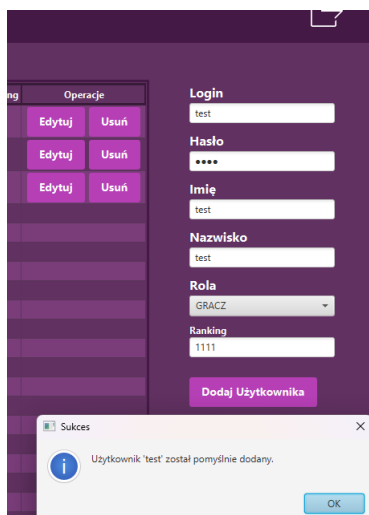 ng Operacje
Edytuj Usuń
Edytuj Usuń
Edytuj Usuń
Login
test
Hasło
••••
Imię
test
Nazwisko
test
Rola
GRACZ
Ranking
1111
Dodaj Użytkownika
Sukces
Użytkownik 'test' został pomyślnie dodany.
OK